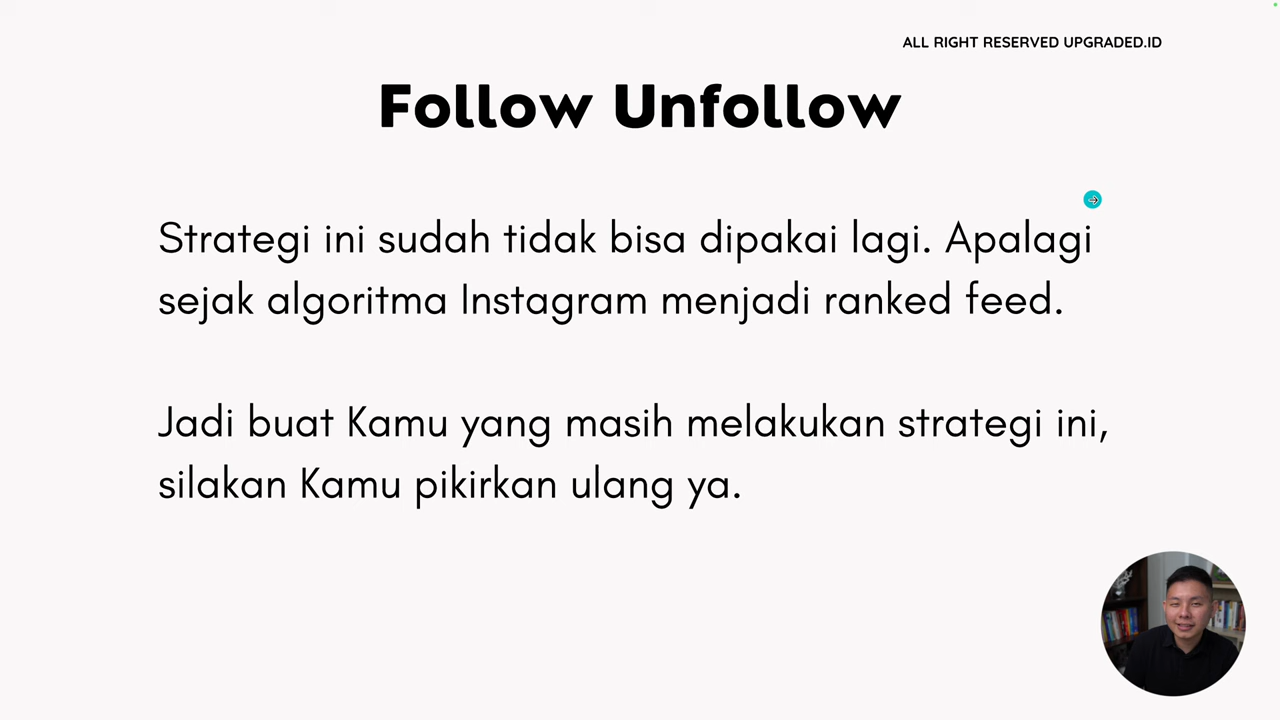 ALL RIGHT RESERVED UPGRADED.ID
Follow Unfollow
Strategi ini sudah tidak bisa dipakai lagi. Apalagi
sejak algoritma Instagram menjadi ranked feed.
Jadi buat Kamu yang masih melakukan strategi ini,
silakan Kamu pikirkan ulang ya.